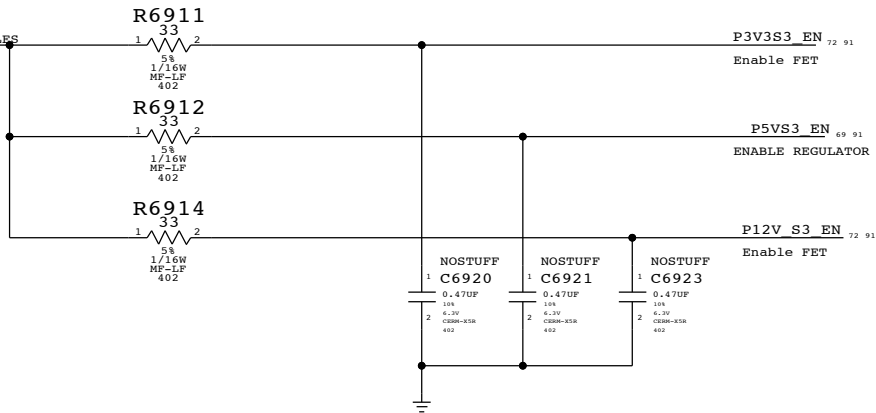 R6911
33
1 2
5%
1/16W
MF-LF
402
P3V3S3_EN 72 91
Enable FET
R6912
33
1 2
5%
1/16W
MF-LF
402
P5VS3_EN 69 91
ENABLE REGULATOR
R6914
33
1 2
5%
1/16W
MF-LF
402
P12V_S3_EN 72 91
Enable FET
NOSTUFF
1 C6920
0.47UF
10%
6.3V
2 CERM-X5R
402
NOSTUFF
1 C6921
0.47UF
10%
6.3V
2 CERM-X5R
402
NOSTUFF
1 C6923
0.47UF
10%
6.3V
2 CERM-X5R
402